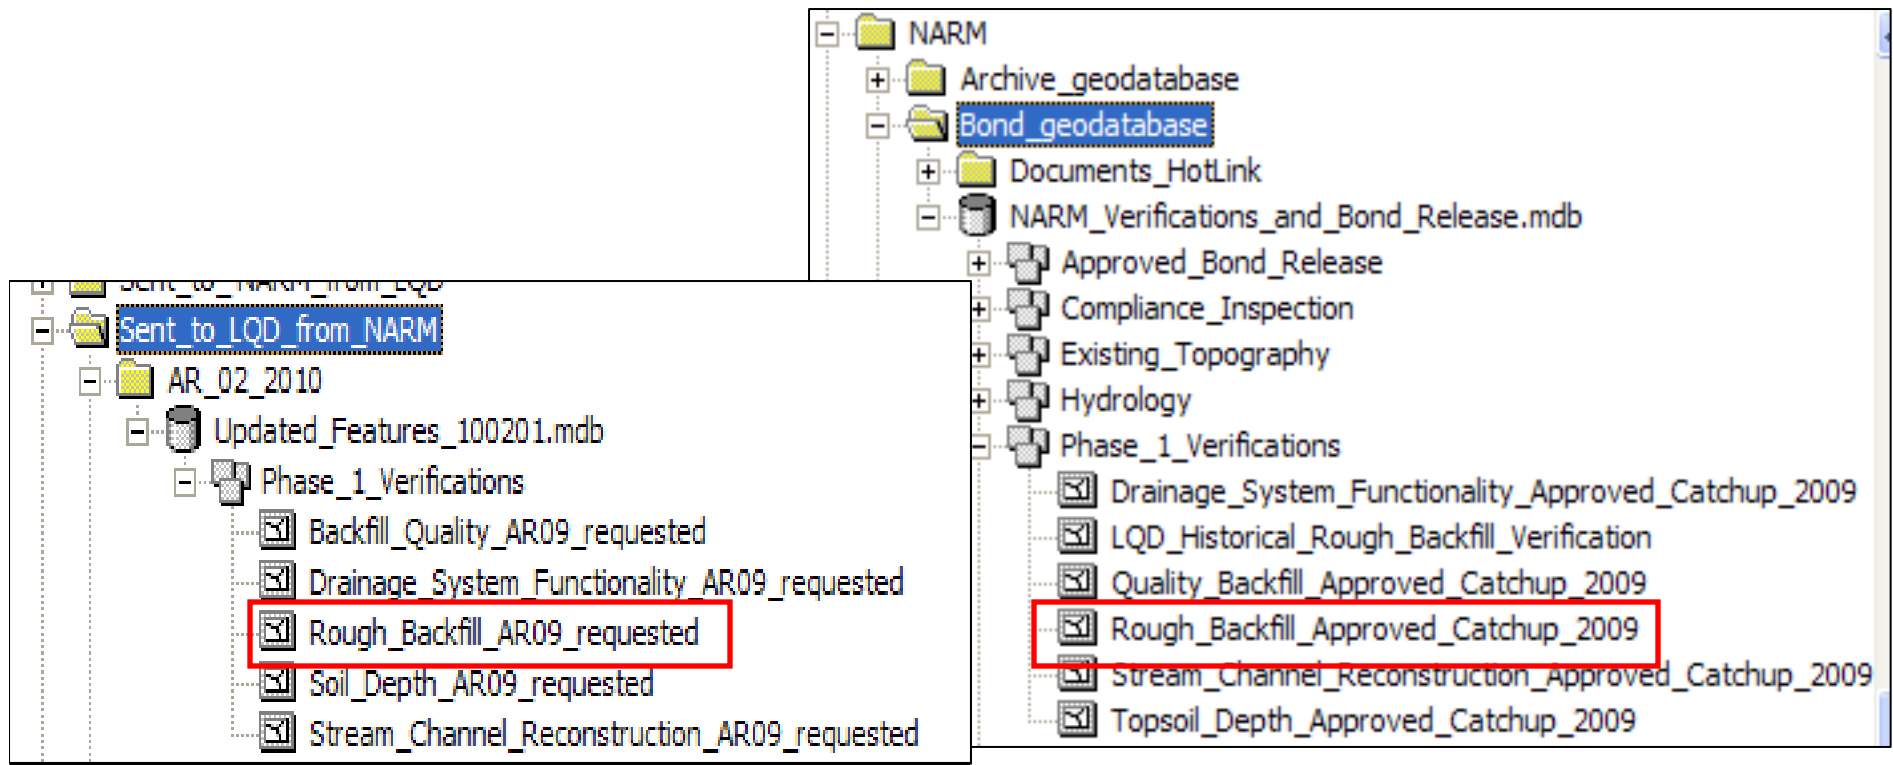 NARM
Archive_geodatabase
Bond_geodatabase
Documents_HotLink
NARM_Verifications_and_Bond_Release.mdb
Approved_Bond_Release
Compliance_Inspection
Existing_Topography
Hydrology
Phase_1_Verifications
Drainage_System_Functionality_Approved_Catchup_2009
LQD_Historical_Rough_Backfill_Verification
Quality_Backfill_Approved_Catchup_2009
Rough_Backfill_Approved_Catchup_2009
Stream_Channel_Reconstruction_Approved_Catchup_2009
Topsoil_Depth_Approved_Catchup_2009
Sent_to_NARM_from_LQD
Sent_to_LQD_from_NARM
AR_02_2010
Updated_Features_100201.mdb
Phase_1_Verifications
Backfill_Quality_AR09_requested
Drainage_System_Functionality_AR09_requested
Rough_Backfill_AR09_requested
Soil_Depth_AR09_requested
Stream_Channel_Reconstruction_AR09_requested